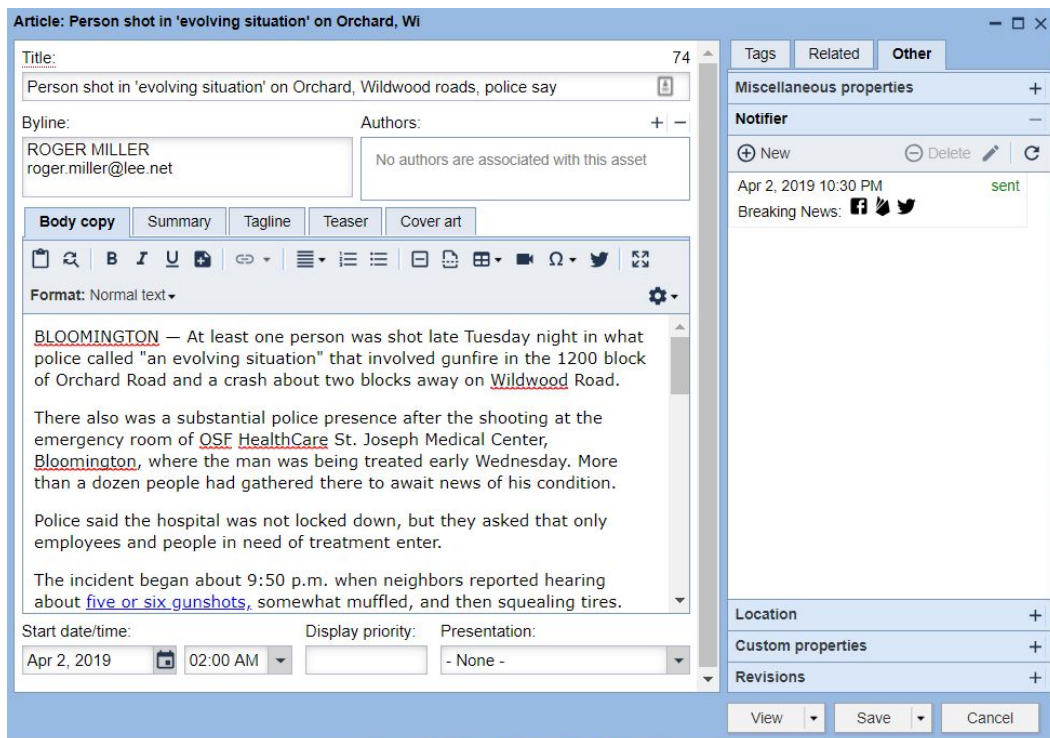 Article: Person shot in 'evolving situation' on Orchard, Wi
Title:
74
Person shot in 'evolving situation' on Orchard, Wildwood roads, police say
Byline:
Authors:
ROGER MILLER
roger.miller@lee.net
No authors are associated with this asset
Body copy Summary Tagline Teaser Cover art
B I U Ω
Format: Normal text
BLOOMINGTON — At least one person was shot late Tuesday night in what
police called "an evolving situation" that involved gunfire in the 1200 block
of Orchard Road and a crash about two blocks away on Wildwood Road.
There also was a substantial police presence after the shooting at the
emergency room of OSF HealthCare St. Joseph Medical Center,
Bloomington, where the man was being treated early Wednesday. More
than a dozen people had gathered there to await news of his condition.
Police said the hospital was not locked down, but they asked that only
employees and people in need of treatment enter.
The incident began about 9:50 p.m. when neighbors reported hearing
about five or six gunshots, somewhat muffled, and then squealing tires.
Start date/time:
Display priority:
Presentation:
Apr 2, 2019
02:00 AM
- None -
Tags Related Other
Miscellaneous properties
Notifier
New Delete
Apr 2, 2019 10:30 PM sent
Breaking News:
Location
Custom properties
Revisions
View Save Cancel